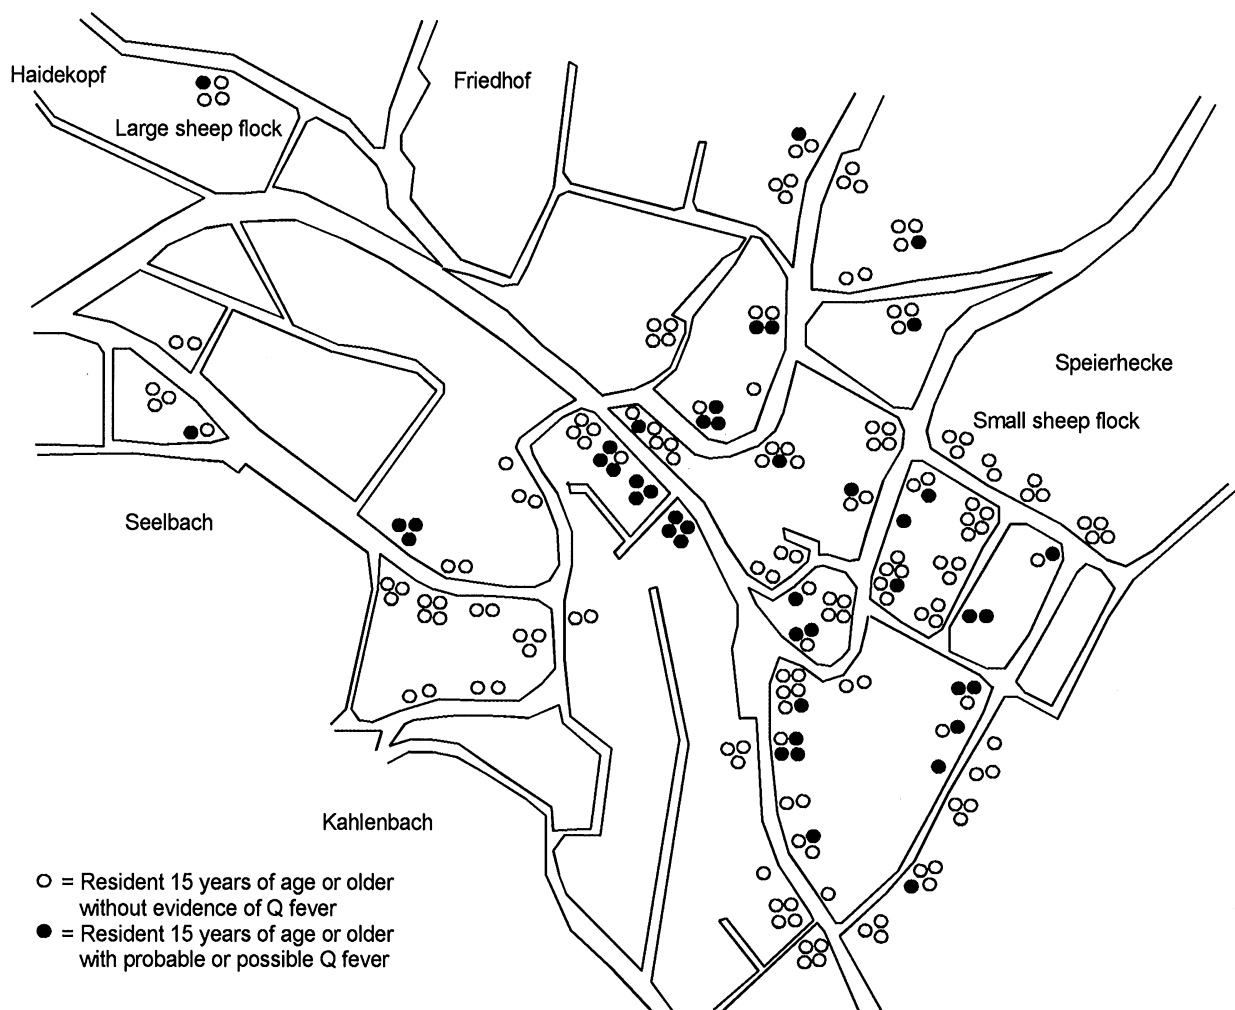 Haidekopf
Friedhof
Large sheep flock
Speierhecke
Small sheep flock
Seelbach
Kahlenbach
= Resident 15 years of age or older
without evidence of Q fever
= Resident 15 years of age or older
with probable or possible Q fever